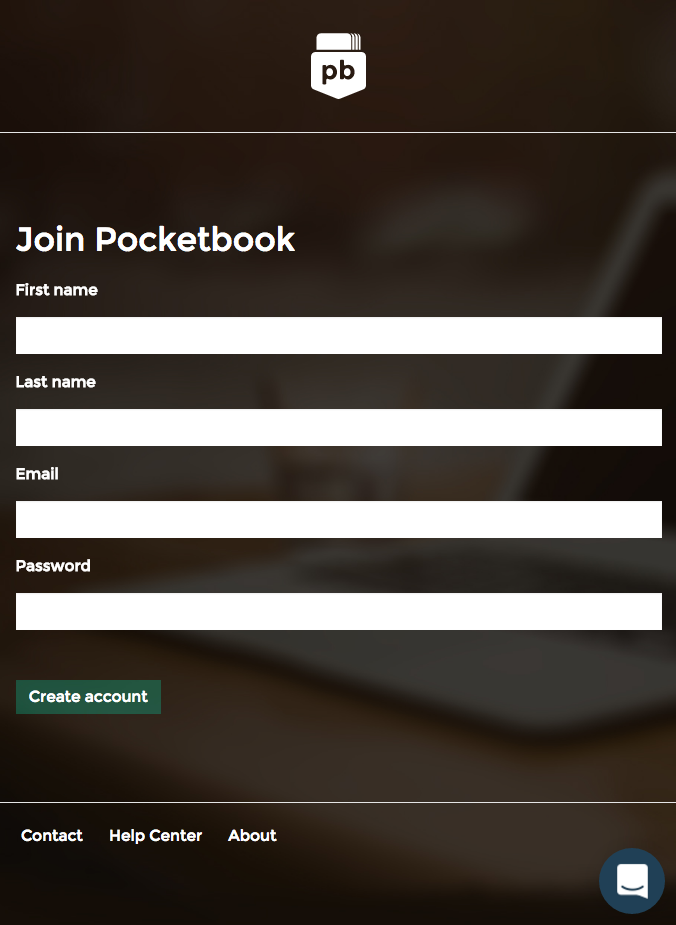 pb
Join Pocketbook
First name
Last name
Email
Password
Create account
Contact Help Center About